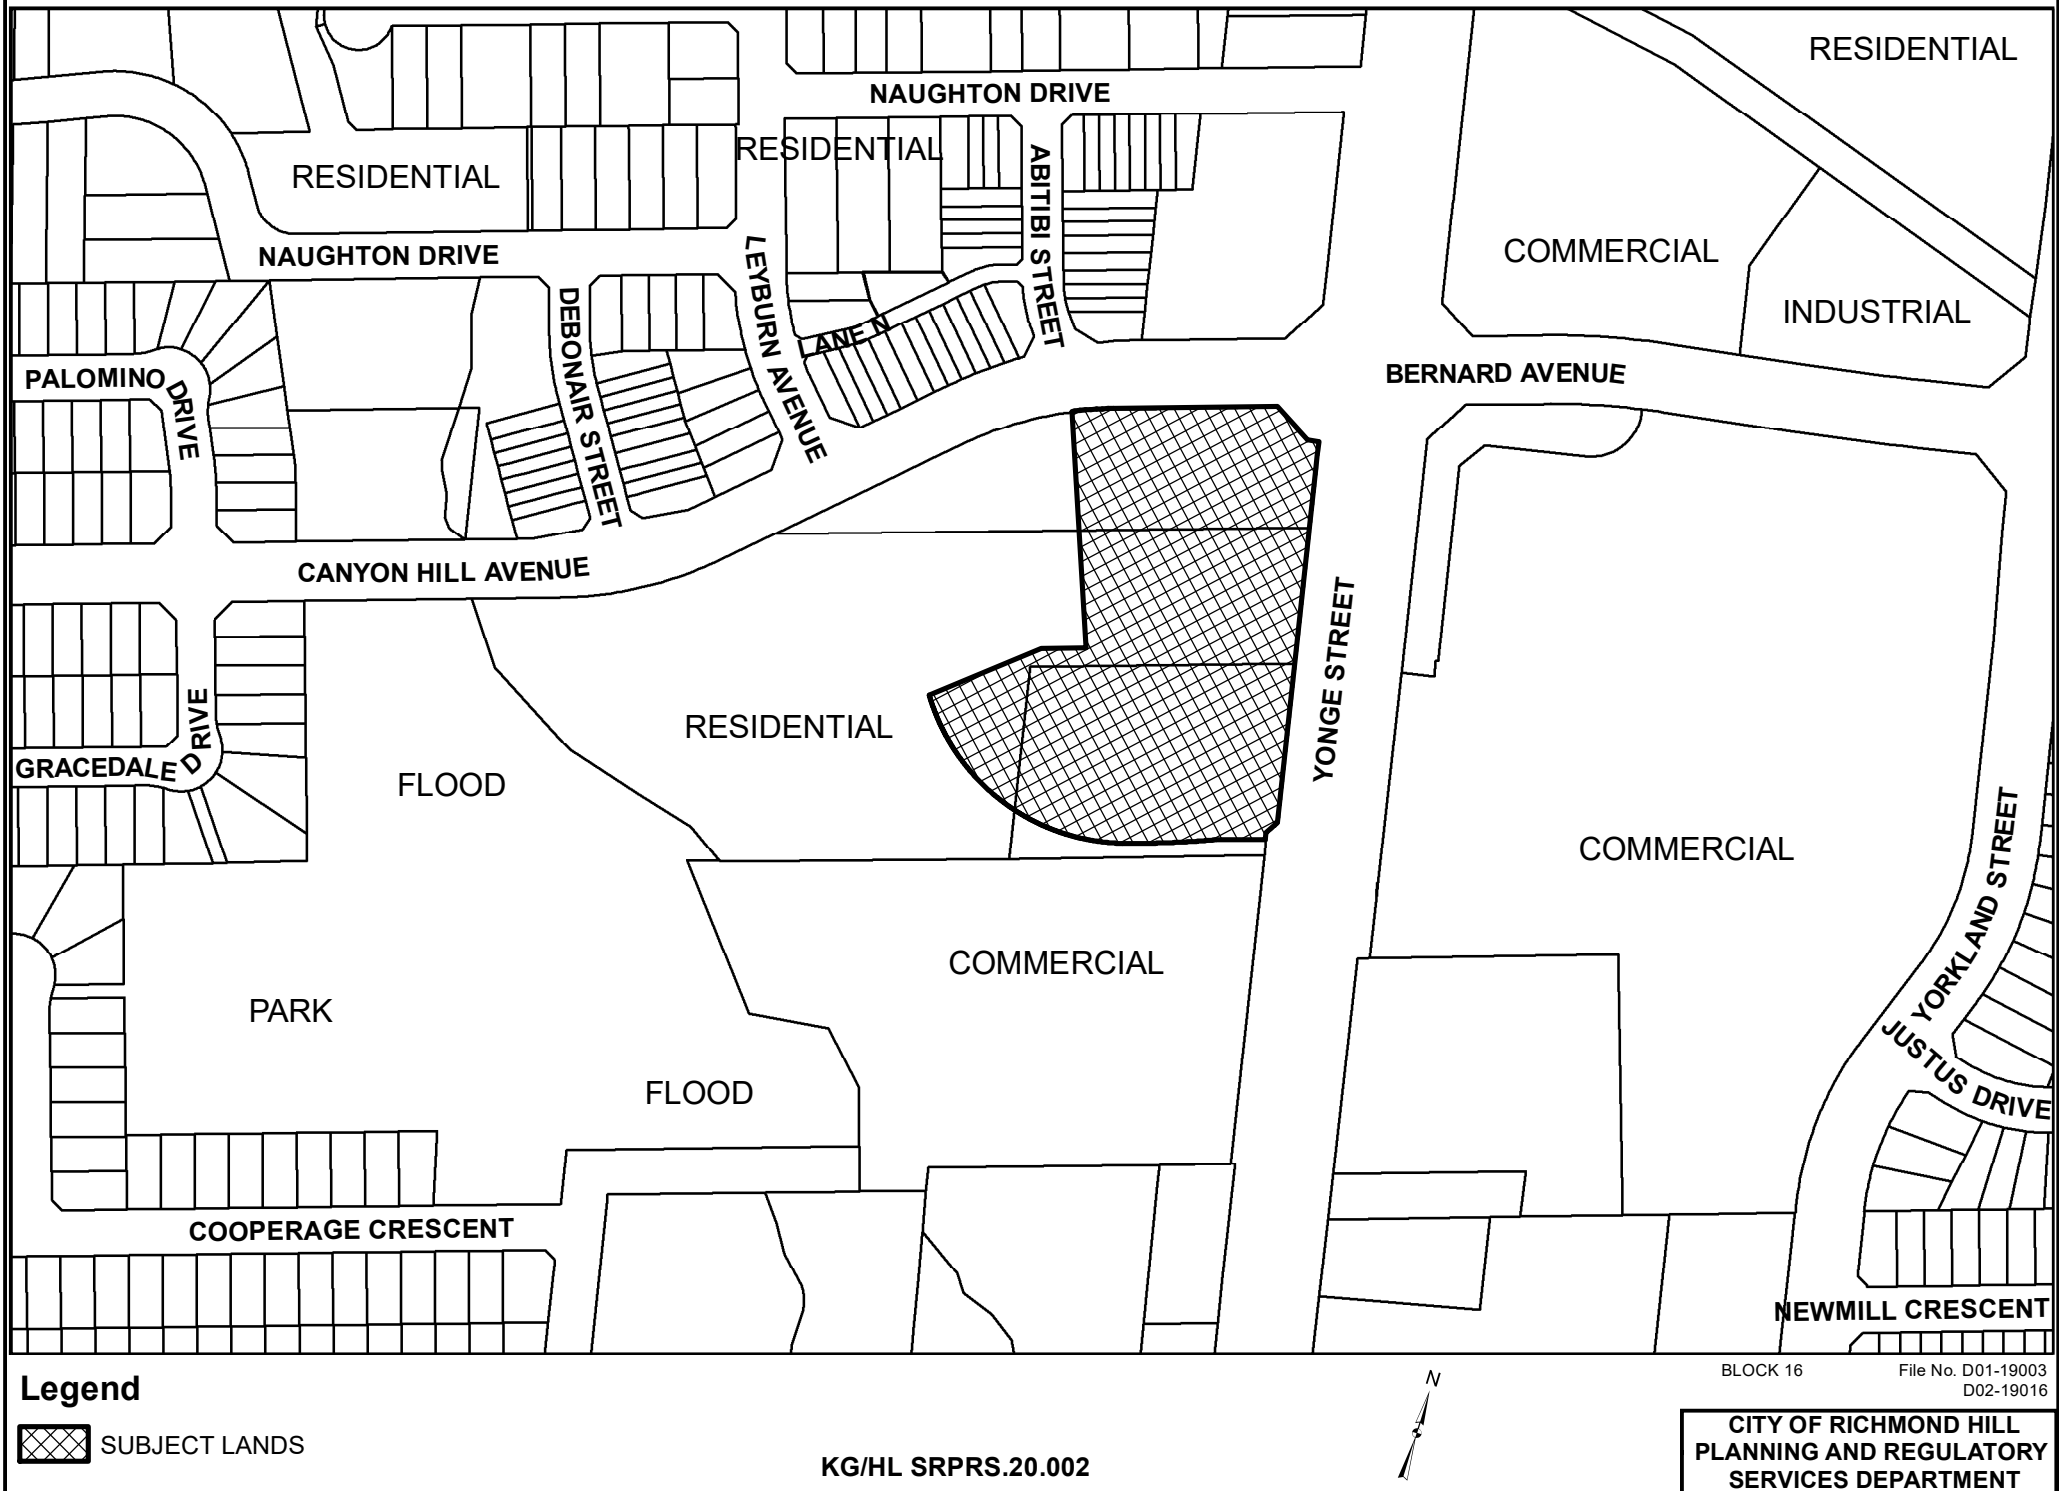 RESIDENTIAL
NAUGHTON DRIVE
RESIDENTIAL
RESIDENTIAL
ABITIBI STREET
NAUGHTON DRIVE
LEYBURN AVENUE
COMMERCIAL
INDUSTRIAL
DEBONAIR STREET
LANE N
PALOMINO DRIVE
BERNARD AVENUE
CANYON HILL AVENUE
YONGE STREET
RESIDENTIAL
GRACEDALE DRIVE
FLOOD
COMMERCIAL
YORKLAND STREET
COMMERCIAL
PARK
JUSTUS DRIVE
FLOOD
COOPERAGE CRESCENT
NEWMILL CRESCENT
Legend
SUBJECT LANDS
KG/HL SRPRS.20.002
N
BLOCK 16
File No. D01-19003
D02-19016
CITY OF RICHMOND HILL
PLANNING AND REGULATORY
SERVICES DEPARTMENT